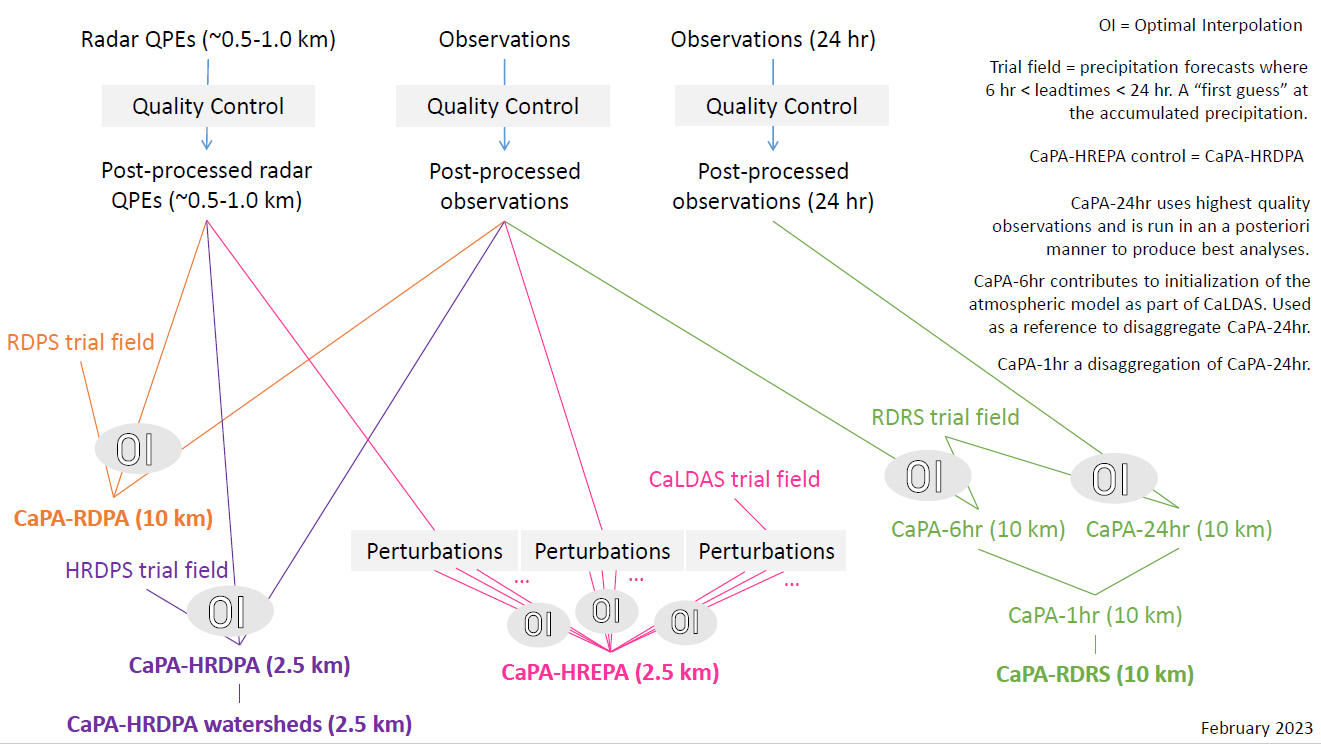 Radar QPEs (~0.5-1.0 km)
Observations
Observations (24 hr)
Quality Control
Quality Control
Quality Control
Post-processed radar
QPEs (~0.5-1.0 km)
Post-processed
observations
Post-processed
observations (24 hr)
OI = Optimal Interpolation
Trial field = precipitation forecasts where
6 hr < leadtimes < 24 hr. A “first guess” at
the accumulated precipitation.
CaPA-HREPA control = CaPA-HRDPA
CaPA-24hr uses highest quality
observations and is run in an a posteriori
manner to produce best analyses.
CaPA-6hr contributes to initialization of the
atmospheric model as part of CaLDAS. Used
as a reference to disaggregate CaPA-24hr.
CaPA-1hr a disaggregation of CaPA-24hr.
RDPS trial field
OI
CaPA-RDPA (10 km)
HRDPS trial field
OI
CaPA-HRDPA (2.5 km)
CaPA-HRDPA watersheds (2.5 km)
CaLDAS trial field
Perturbations
Perturbations
Perturbations
...
...
...
OI
OI
OI
CaPA-HREPA (2.5 km)
RDRS trial field
OI
OI
CaPA-6hr (10 km)
CaPA-24hr (10 km)
CaPA-1hr (10 km)
CaPA-RDRS (10 km)
February 2023